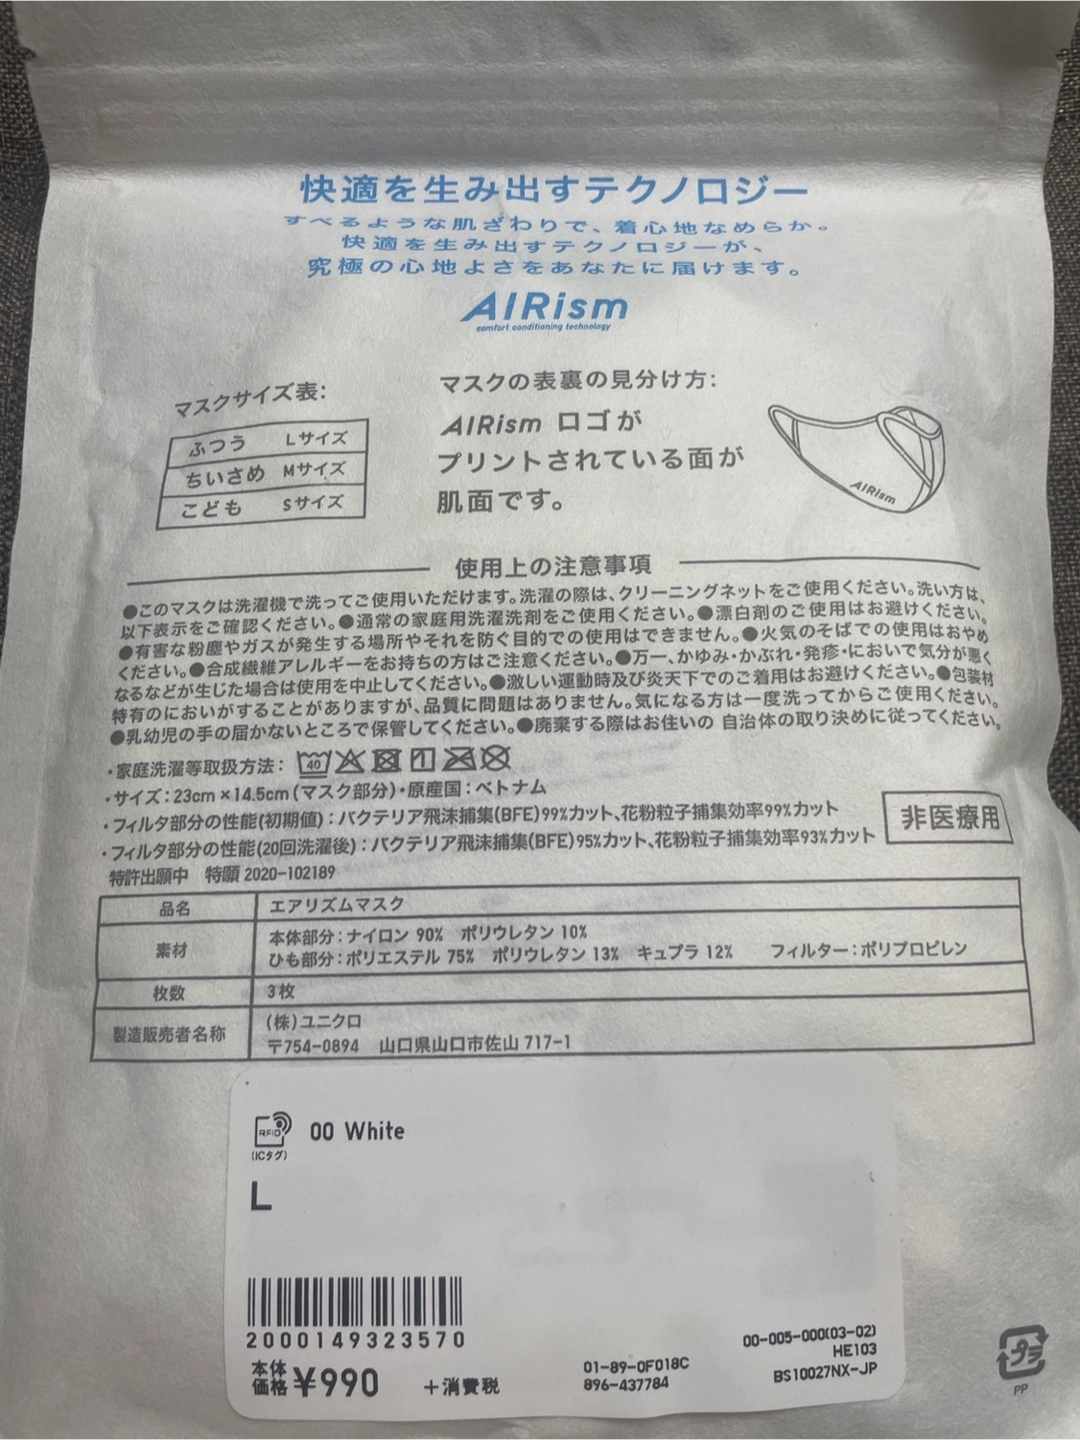 快適を生み出すテクノロジー
すべるような肌ざわりで、着心地なめらか。
快適を生み出すテクノロジーが、
究極の心地よさをあなたに届けます。
AIRism
comfort conditioning technology
マスクサイズ表:
ふつう Lサイズ
ちいさめ Mサイズ
こども Sサイズ
マスクの表裏の見分け方:
AIRism ロゴが
プリントされている面が
肌面です。
AIRism
使用上の注意事項
●このマスクは洗濯機で洗ってご使用いただけます。洗濯の際は、クリーニングネットをご使用ください。洗い方は、
以下表示をご確認ください。●通常の家庭用洗濯洗剤をご使用ください。●漂白剤のご使用はお避けください。
●有害な粉塵やガスが発生する場所やそれを防ぐ目的での使用はできません。●火気のそばでの使用はおやめ
ください。●合成繊維アレルギーをお持ちの方はご注意ください。●万一、かゆみ・かぶれ・発疹・においで気分が悪く
なるなどが生じた場合は使用を中止してください。●激しい運動時及び炎天下でのご着用はお避けください。●包装材
特有のにおいがすることがありますが、品質に問題はありません。気になる方は一度洗ってからご使用ください。
●乳幼児の手の届かないところで保管してください。●廃棄する際はお住いの 自治体の取り決めに従ってください。
・家庭洗濯等取扱方法: 40
・サイズ:23cm×14.5cm(マスク部分)・原産国:ベトナム
・フィルタ部分の性能(初期値):バクテリア飛沫捕集(BFE)99%カット、花粉粒子捕集効率99%カット
・フィルタ部分の性能(20回洗濯後):バクテリア飛沫捕集(BFE)95%カット、花粉粒子捕集効率93%カット
非医療用
特許出願中 特願 2020-102189
品名 エアリズムマスク
素材 本体部分:ナイロン 90% ポリウレタン 10%
ひも部分:ポリエステル 75% ポリウレタン 13% キュプラ 12% フィルター:ポリプロピレン
枚数 3枚
製造販売者名称 (株)ユニクロ
〒754-0894 山口県山口市佐山 717-1
RFID
(ICタグ)
00 White
L
2000149323570
本体
価格 ¥990 +消費税
01-89-0F018C
896-437784
00-005-000(03-02)
HE103
BS10027NX-JP
プラ
PP